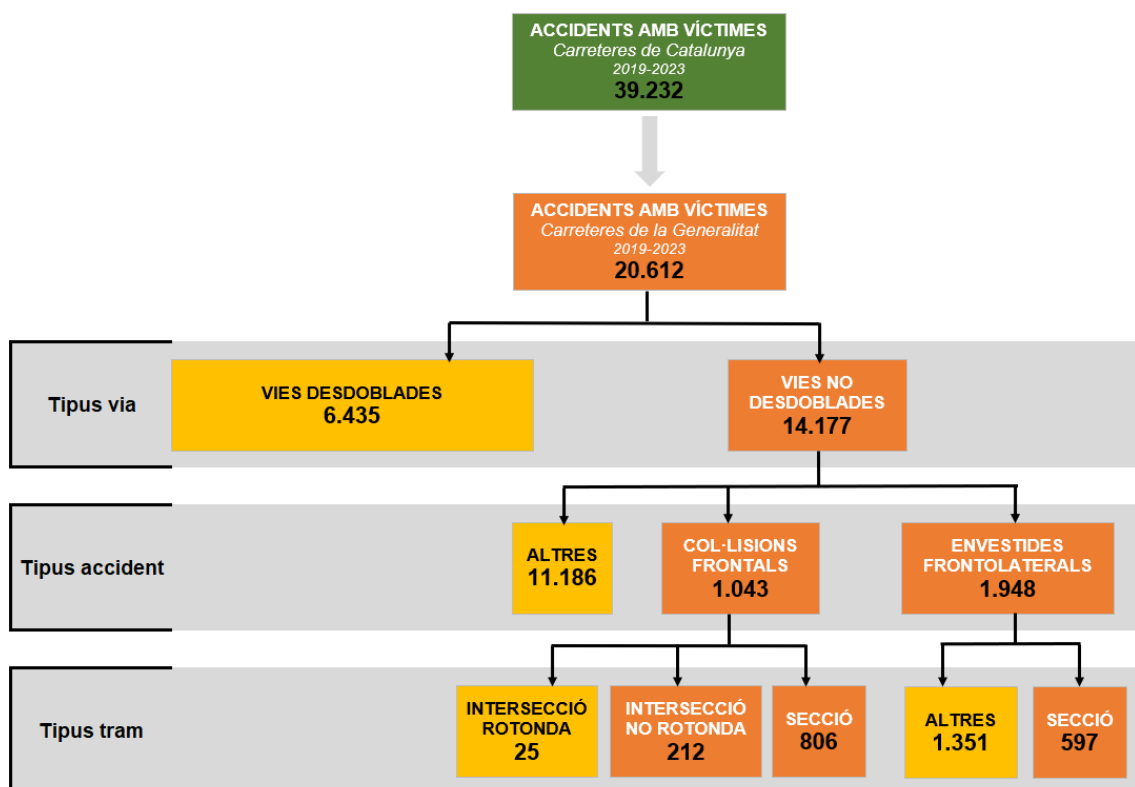 ACCIDENTS AMB VÍCTIMES
Carreteres de Catalunya
2019-2023
39.232
ACCIDENTS AMB VÍCTIMES
Carreteres de la Generalitat
2019-2023
20.612
Tipus via
VIES DESDOBLADES
6.435
VIES NO
DESDOBLADES
14.177
Tipus accident
ALTRES
11.186
COL·LISIONS
FRONTALS
1.043
ENVESTIDES
FRONTOLATERALS
1.948
Tipus tram
INTERSECCIÓ
ROTONDA
25
INTERSECCIÓ
NO ROTONDA
212
SECCIÓ
806
ALTRES
1.351
SECCIÓ
597